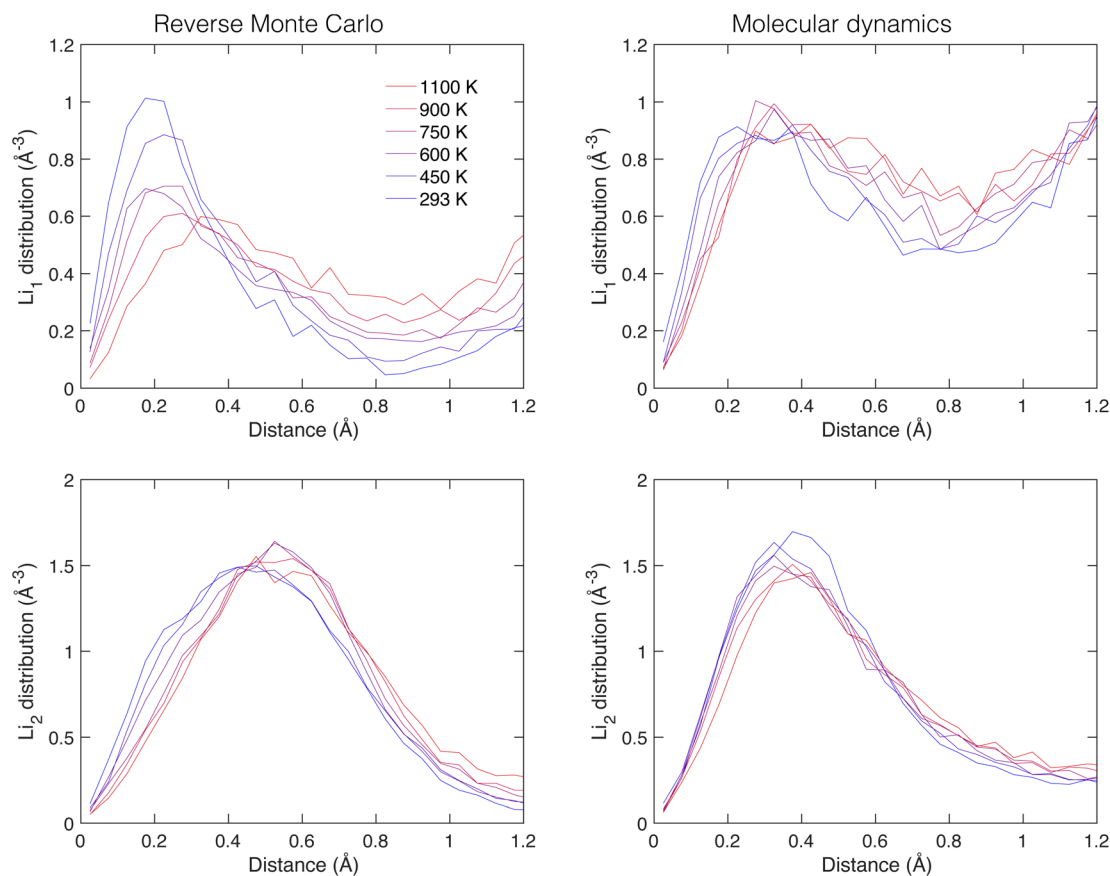 Reverse Monte Carlo
Molecular dynamics
1.2
1
0.8
0.6
0.4
0.2
0
Li1 distribution (Å-3)
1100 K
900 K
750 K
600 K
450 K
293 K
0 0.2 0.4 0.6 0.8 1 1.2
Distance (Å)
1.2
1
0.8
0.6
0.4
0.2
0
Li1 distribution (Å-3)
0 0.2 0.4 0.6 0.8 1 1.2
Distance (Å)
2
1.5
1
0.5
0
Li2 distribution (Å-3)
0 0.2 0.4 0.6 0.8 1 1.2
Distance (Å)
2
1.5
1
0.5
0
Li2 distribution (Å-3)
0 0.2 0.4 0.6 0.8 1 1.2
Distance (Å)